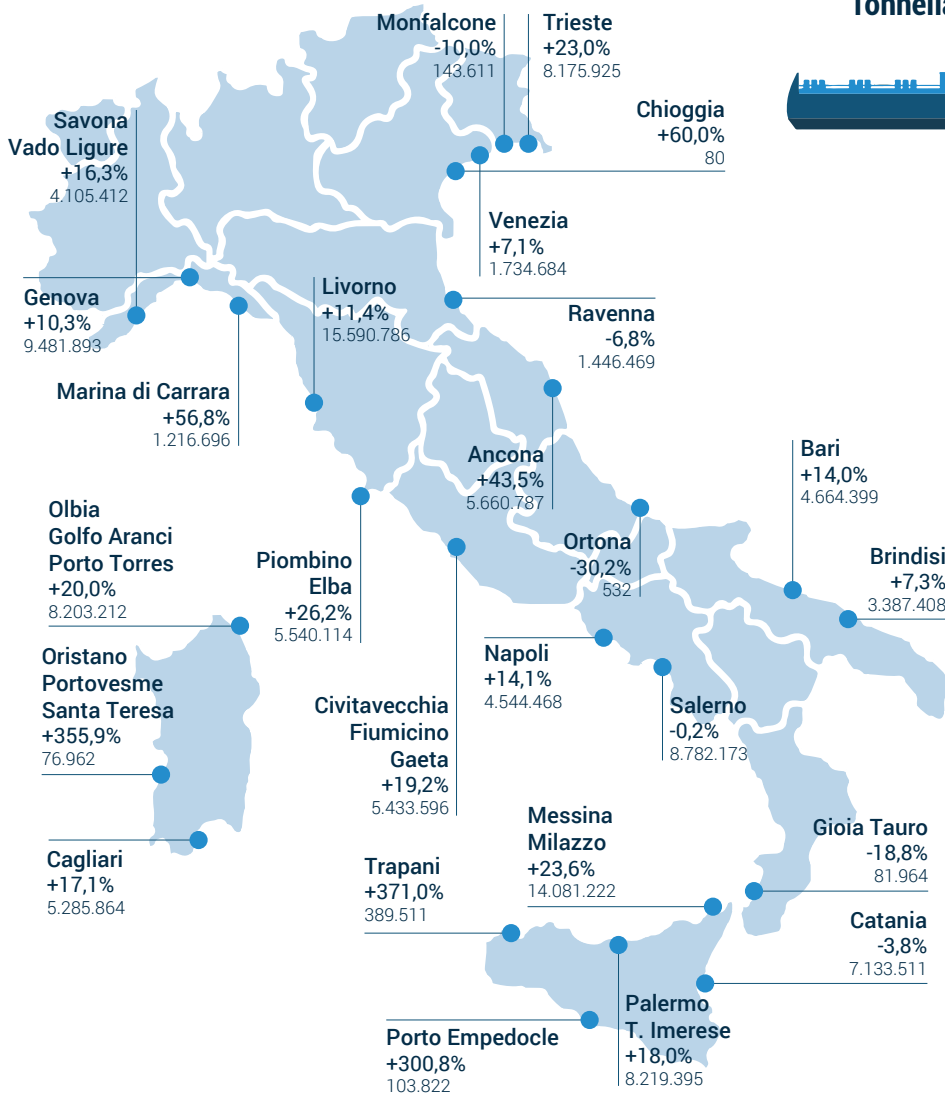 Tonnella
Monfalcone
-10,0%
143.611
Trieste
+23,0%
8.175.925
Chioggia
+60,0%
80
Savona
Vado Ligure
+16,3%
4.105.412
Venezia
+7,1%
1.734.684
Genova
+10,3%
9.481.893
Livorno
+11,4%
15.590.786
Ravenna
-6,8%
1.446.469
Marina di Carrara
+56,8%
1.216.696
Ancona
+43,5%
5.660.787
Bari
+14,0%
4.664.399
Olbia
Golfo Aranci
Porto Torres
+20,0%
8.203.212
Piombino
Elba
+26,2%
5.540.114
Ortona
-30,2%
532
Brindisi
+7,3%
3.387.408
Oristano
Portovesme
Santa Teresa
+355,9%
76.962
Napoli
+14,1%
4.544.468
Civitavecchia
Fiumicino
Gaeta
+19,2%
5.433.596
Salerno
-0,2%
8.782.173
Messina
Milazzo
+23,6%
14.081.222
Gioia Tauro
-18,8%
81.964
Cagliari
+17,1%
5.285.864
Trapani
+371,0%
389.511
Catania
-3,8%
7.133.511
Palermo
T. Imerese
+18,0%
8.219.395
Porto Empedocle
+300,8%
103.822